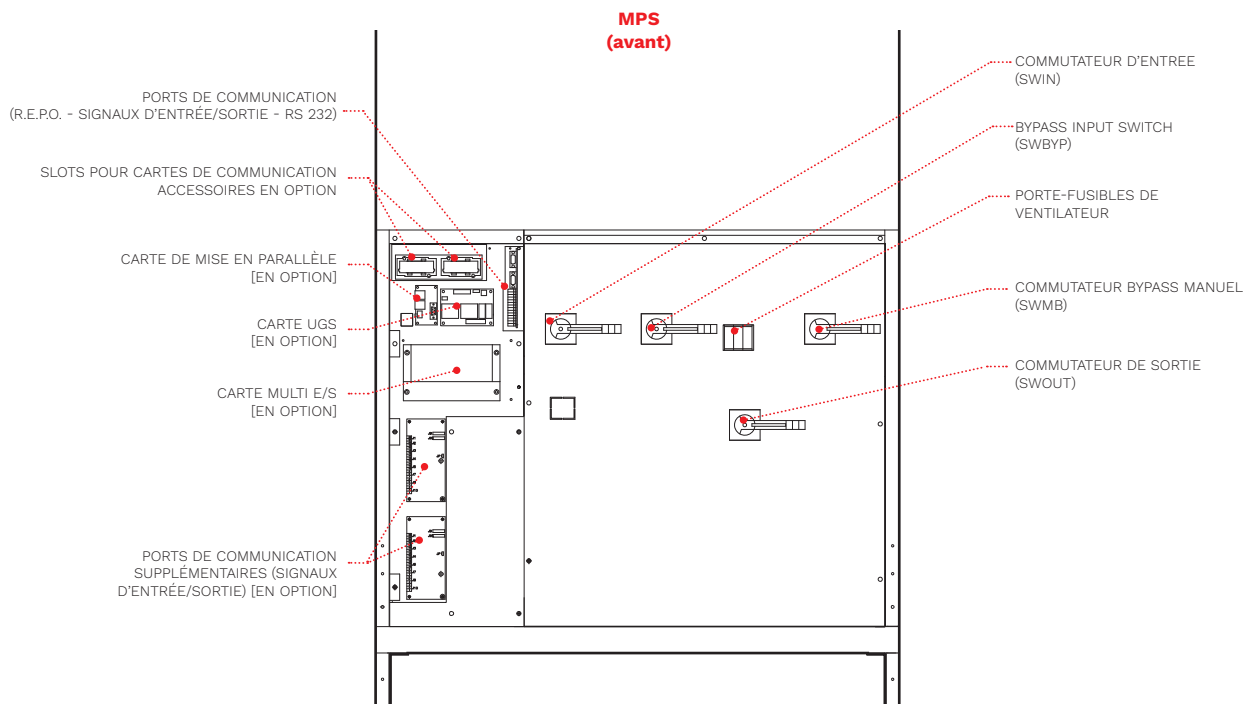 MPS
(avant)
PORTS DE COMMUNICATION
(R.E.P.O. - SIGNAUX D'ENTRÉE/SORTIE - RS 232)
SLOTS POUR CARTES DE COMMUNICATION
ACCESSOIRES EN OPTION
CARTE DE MISE EN PARALLÈLE
[EN OPTION]
CARTE UGS
[EN OPTION]
CARTE MULTI E/S
[EN OPTION]
PORTS DE COMMUNICATION
SUPPLÉMENTAIRES (SIGNAUX
D'ENTRÉE/SORTIE) [EN OPTION]
COMMUTATEUR D'ENTREE
(SWIN)
BYPASS INPUT SWITCH
(SWBYP)
PORTE-FUSIBLES DE
VENTILATEUR
COMMUTATEUR BYPASS MANUEL
(SWMB)
COMMUTATEUR DE SORTIE
(SWOUT)